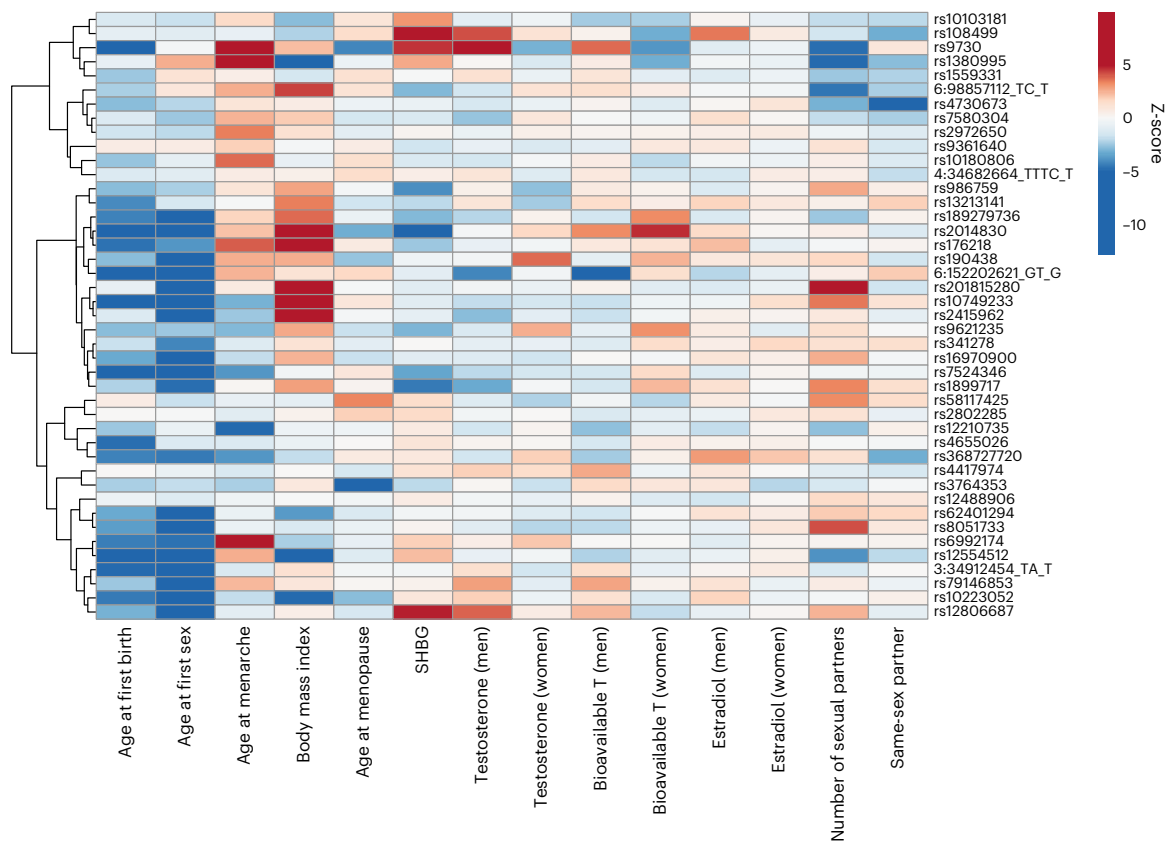 rs10103181
rs108499
rs9730
rs1380995
rs1559331
6:98857112_TC_T
rs4730673
rs7580304
rs2972650
rs9361640
rs10180806
4:34682664_TTTC_T
rs986759
rs13213141
rs189279736
rs2014830
rs176218
rs190438
6:152202621_GT_G
rs201815280
rs10749233
rs2415962
rs9621235
rs341278
rs16970900
rs7524346
rs1899717
rs58117425
rs2802285
rs12210735
rs4655026
rs368727720
rs4417974
rs3764353
rs12488906
rs62401294
rs8051733
rs6992174
rs12554512
3:34912454_TA_T
rs79146853
rs10223052
rs12806687
Age at first birth
Age at first sex
Age at menarche
Body mass index
Age at menopause
SHBG
Testosterone (men)
Testosterone (women)
Bioavailable T (men)
Bioavailable T (women)
Estradiol (men)
Estradiol (women)
Number of sexual partners
Same-sex partner
5
0
−5
−10
Z-score